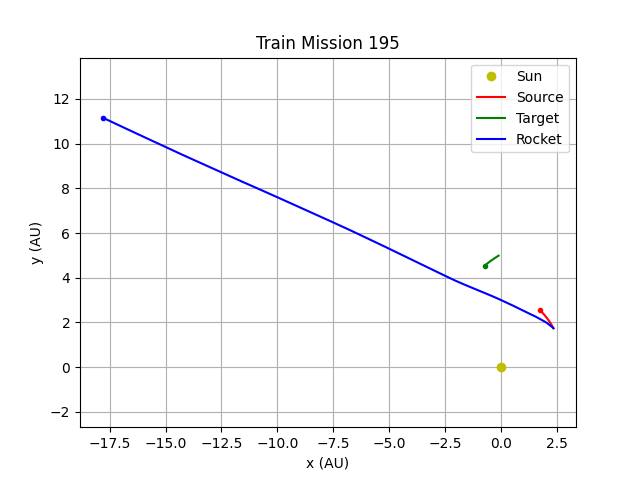 Train Mission 195
Sun
Source
Target
Rocket
12
10
8
6
4
2
0
−2
y (AU)
−17.5 −15.0 −12.5 −10.0 −7.5 −5.0 −2.5 0.0 2.5
x (AU)